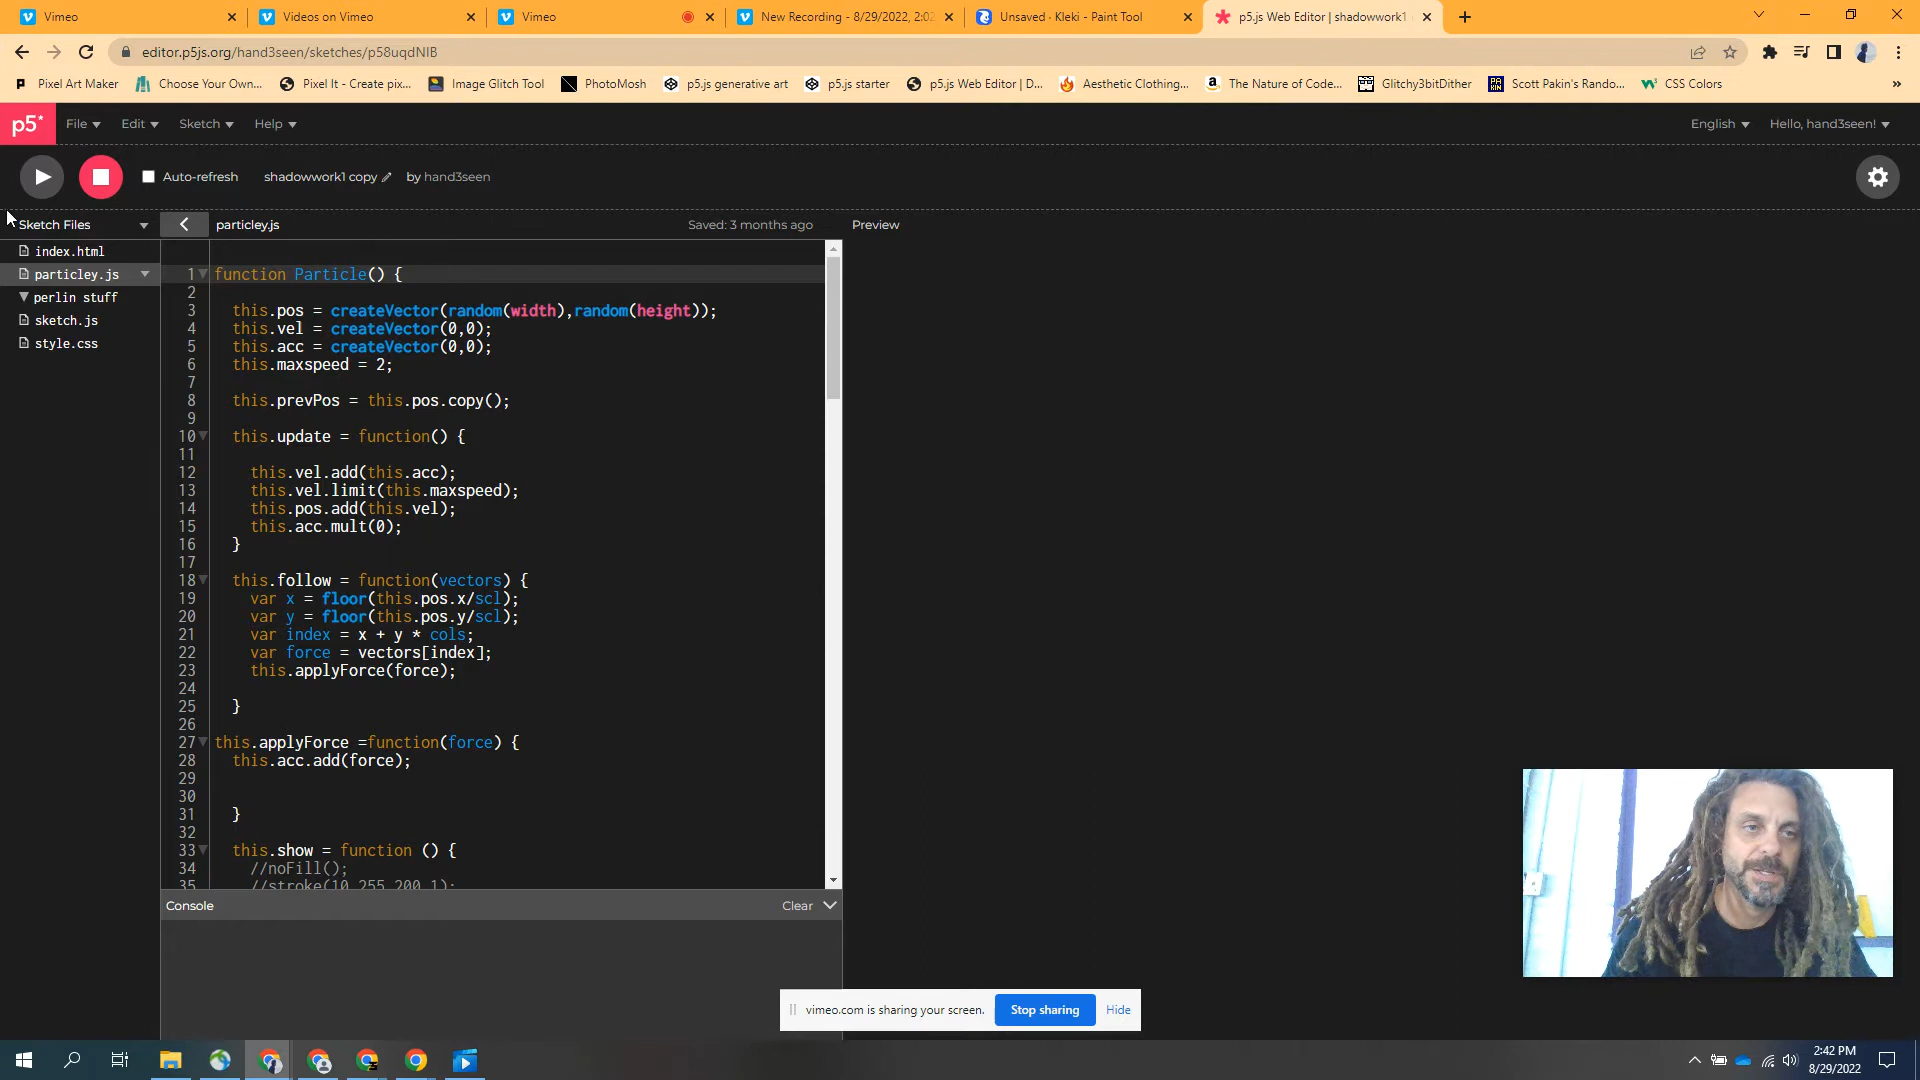 Vimeo
Videos on Vimeo
Vimeo
New Recording - 8/29/2022, 2:02
Unsaved · Kleki - Paint Tool
p5.js Web Editor | shadowwork1
editor.p5js.org/hand3seen/sketches/p58uqdNIB
Pixel Art Maker
Choose Your Own...
Pixel It - Create pix...
Image Glitch Tool
PhotoMosh
p5.js generative art
p5.js starter
p5.js Web Editor | D...
Aesthetic Clothing,...
The Nature of Code...
Glitchy3bitDither
Scott Pakin's Rando...
CSS Colors
»
p5*
File
Edit
Sketch
Help
English
Hello, hand3seen!
Auto-refresh
shadowwork1 copy
by hand3seen
Sketch Files
particley.js
Saved: 3 months ago
Preview
index.html
particley.js
perlin stuff
sketch.js
style.css
1 function Particle() {
2
3 this.pos = createVector(random(width),random(height));
4 this.vel = createVector(0,0);
5 this.acc = createVector(0,0);
6 this.maxspeed = 2;
7
8 this.prevPos = this.pos.copy();
9
10 this.update = function() {
11
12 this.vel.add(this.acc);
13 this.vel.limit(this.maxspeed);
14 this.pos.add(this.vel);
15 this.acc.mult(0);
16 }
17
18 this.follow = function(vectors) {
19 var x = floor(this.pos.x/scl);
20 var y = floor(this.pos.y/scl);
21 var index = x + y * cols;
22 var force = vectors[index];
23 this.applyForce(force);
24
25 }
26
27 this.applyForce =function(force) {
28 this.acc.add(force);
29
30
31 }
32
33 this.show = function () {
34 //noFill();
35 //stroke(10,255,200,1);
Console
Clear
vimeo.com is sharing your screen.
Stop sharing
Hide
2:42 PM
8/29/2022